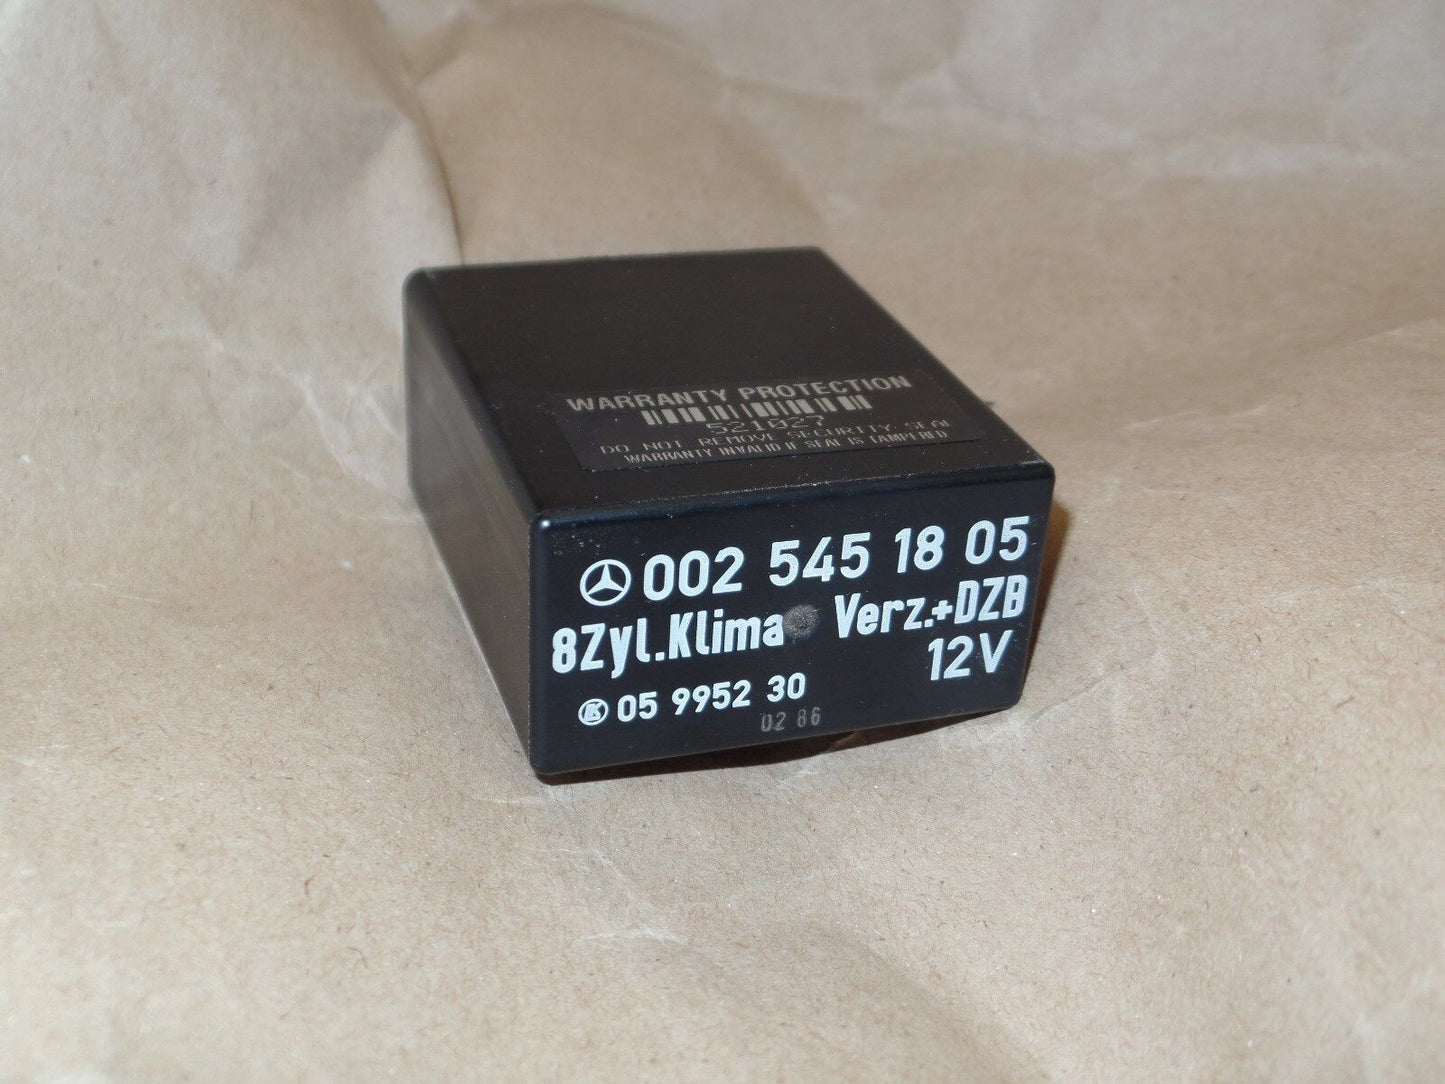 WARRANTY PROTECTION
521027
DO NOT REMOVE SECURITY SEAL
WARRANTY INVALID IF SEAL IS TAMPERED
002 545 18 05
8Zyl.Klima Verz.+DZB
12V
05 9952 30
02 86